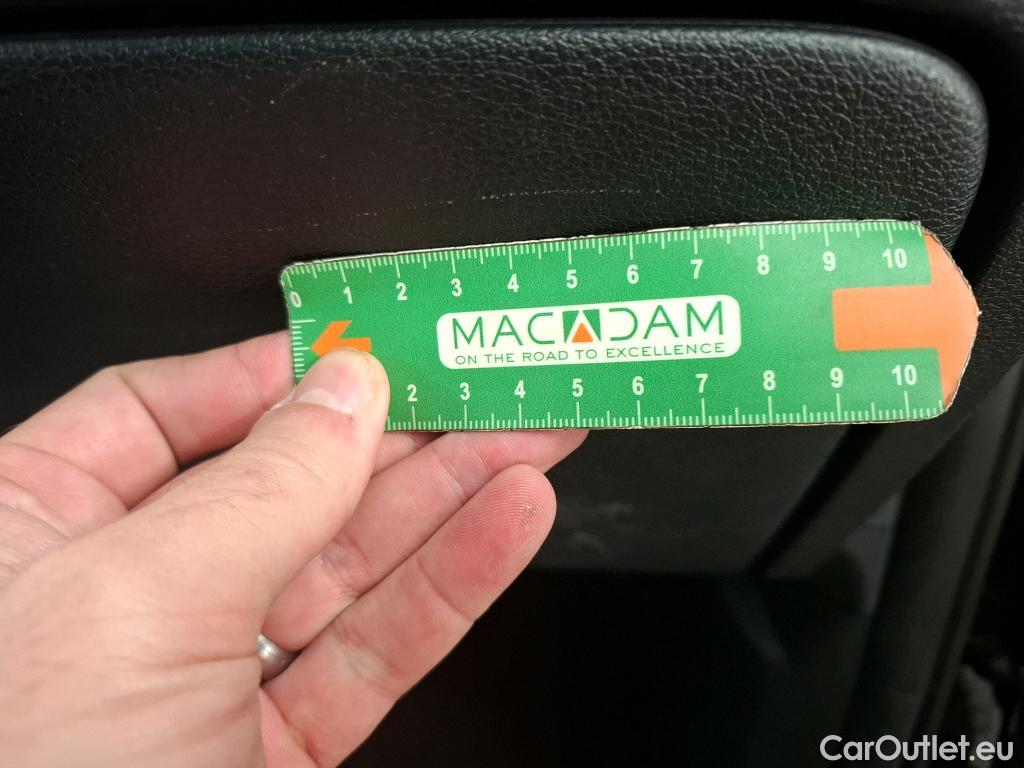 0 1 2 3 4 5 6 7 8 9 10
MACADAM
ON THE ROAD TO EXCELLENCE
2 3 4 5 6 7 8 9 10
CarOutlet.eu